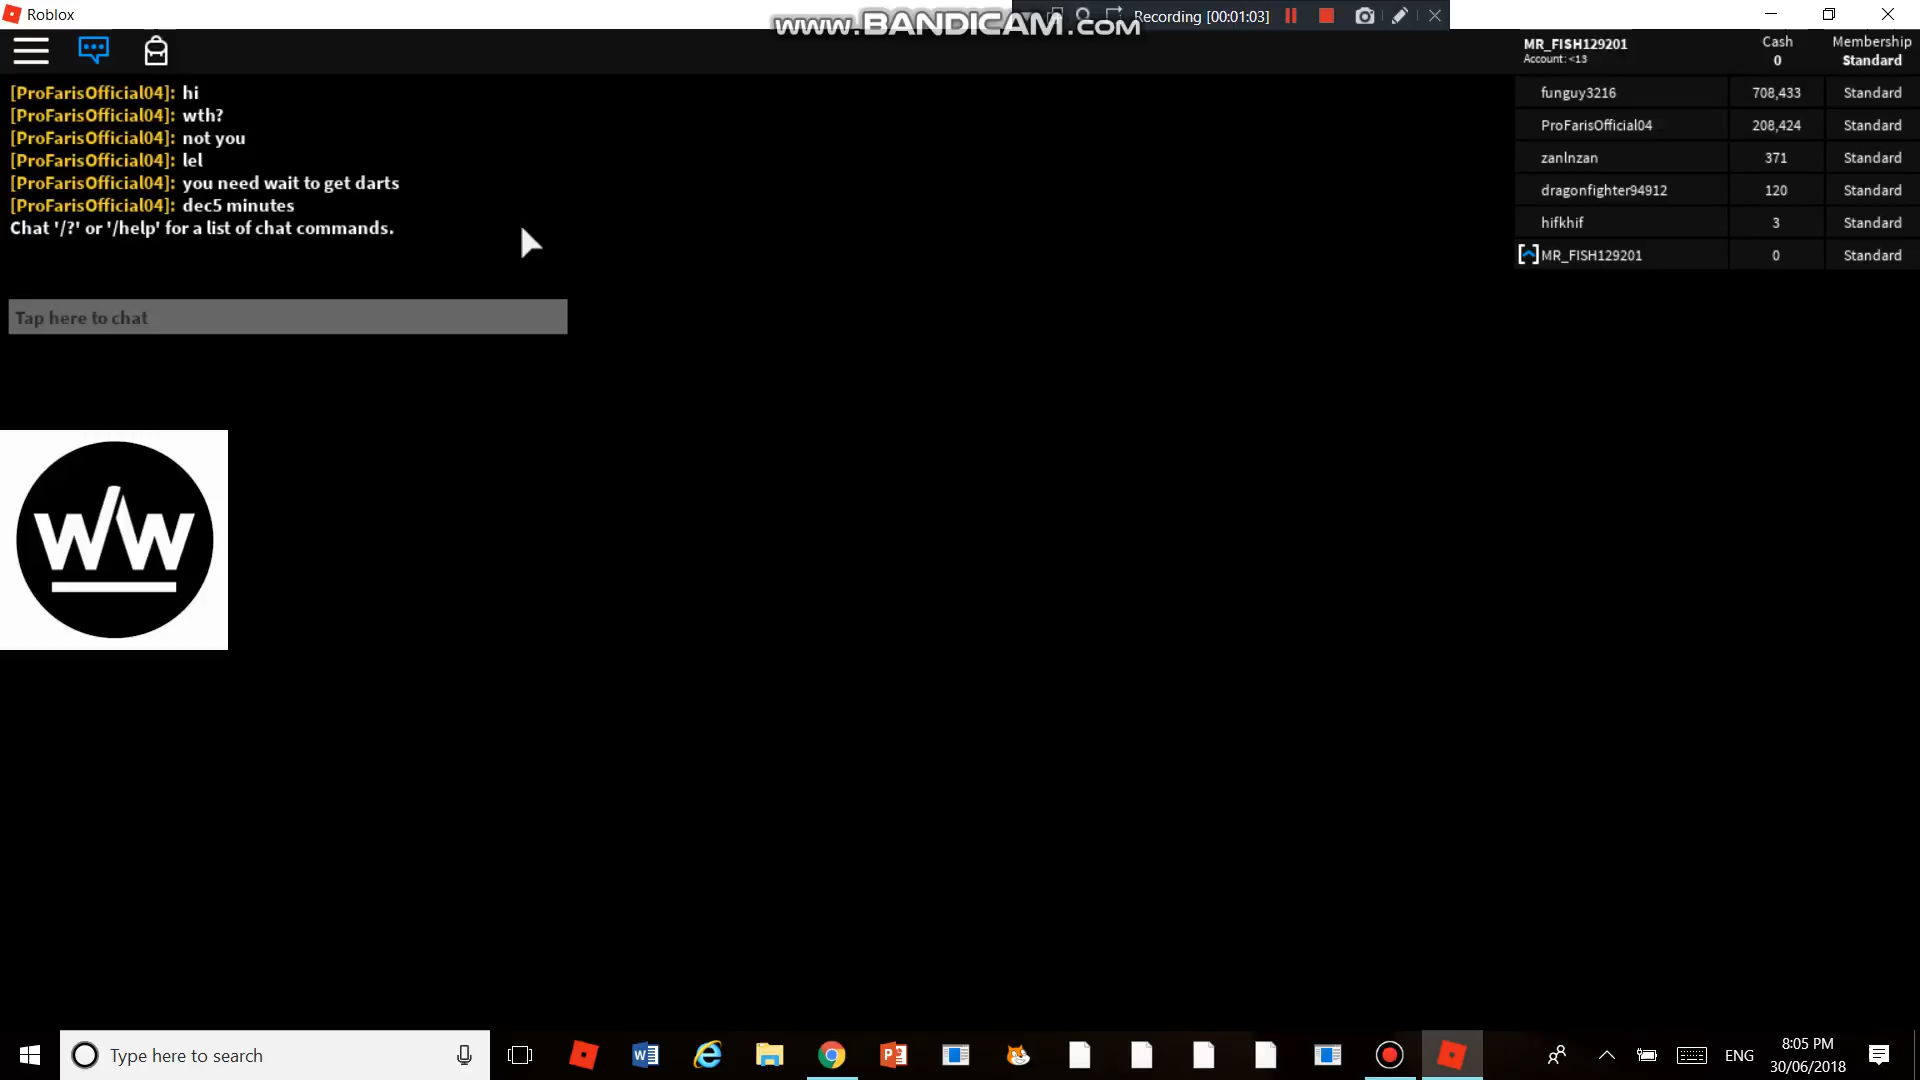 Roblox
www.BANDICAM.com
Recording [00:01:03]
MR_FISH129201
Account: <13
Cash
0
Membership
Standard
[ProFarisOfficial04]: hi
[ProFarisOfficial04]: wth?
[ProFarisOfficial04]: not you
[ProFarisOfficial04]: lel
[ProFarisOfficial04]: you need wait to get darts
[ProFarisOfficial04]: dec5 minutes
Chat '/?' or '/help' for a list of chat commands.
Tap here to chat
funguy3216 708,433 Standard
ProFarisOfficial04 208,424 Standard
zanlnzan 371 Standard
dragonfighter94912 120 Standard
hifkhif 3 Standard
MR_FISH129201 0 Standard
WW
Type here to search
ENG
8:05 PM
30/06/2018